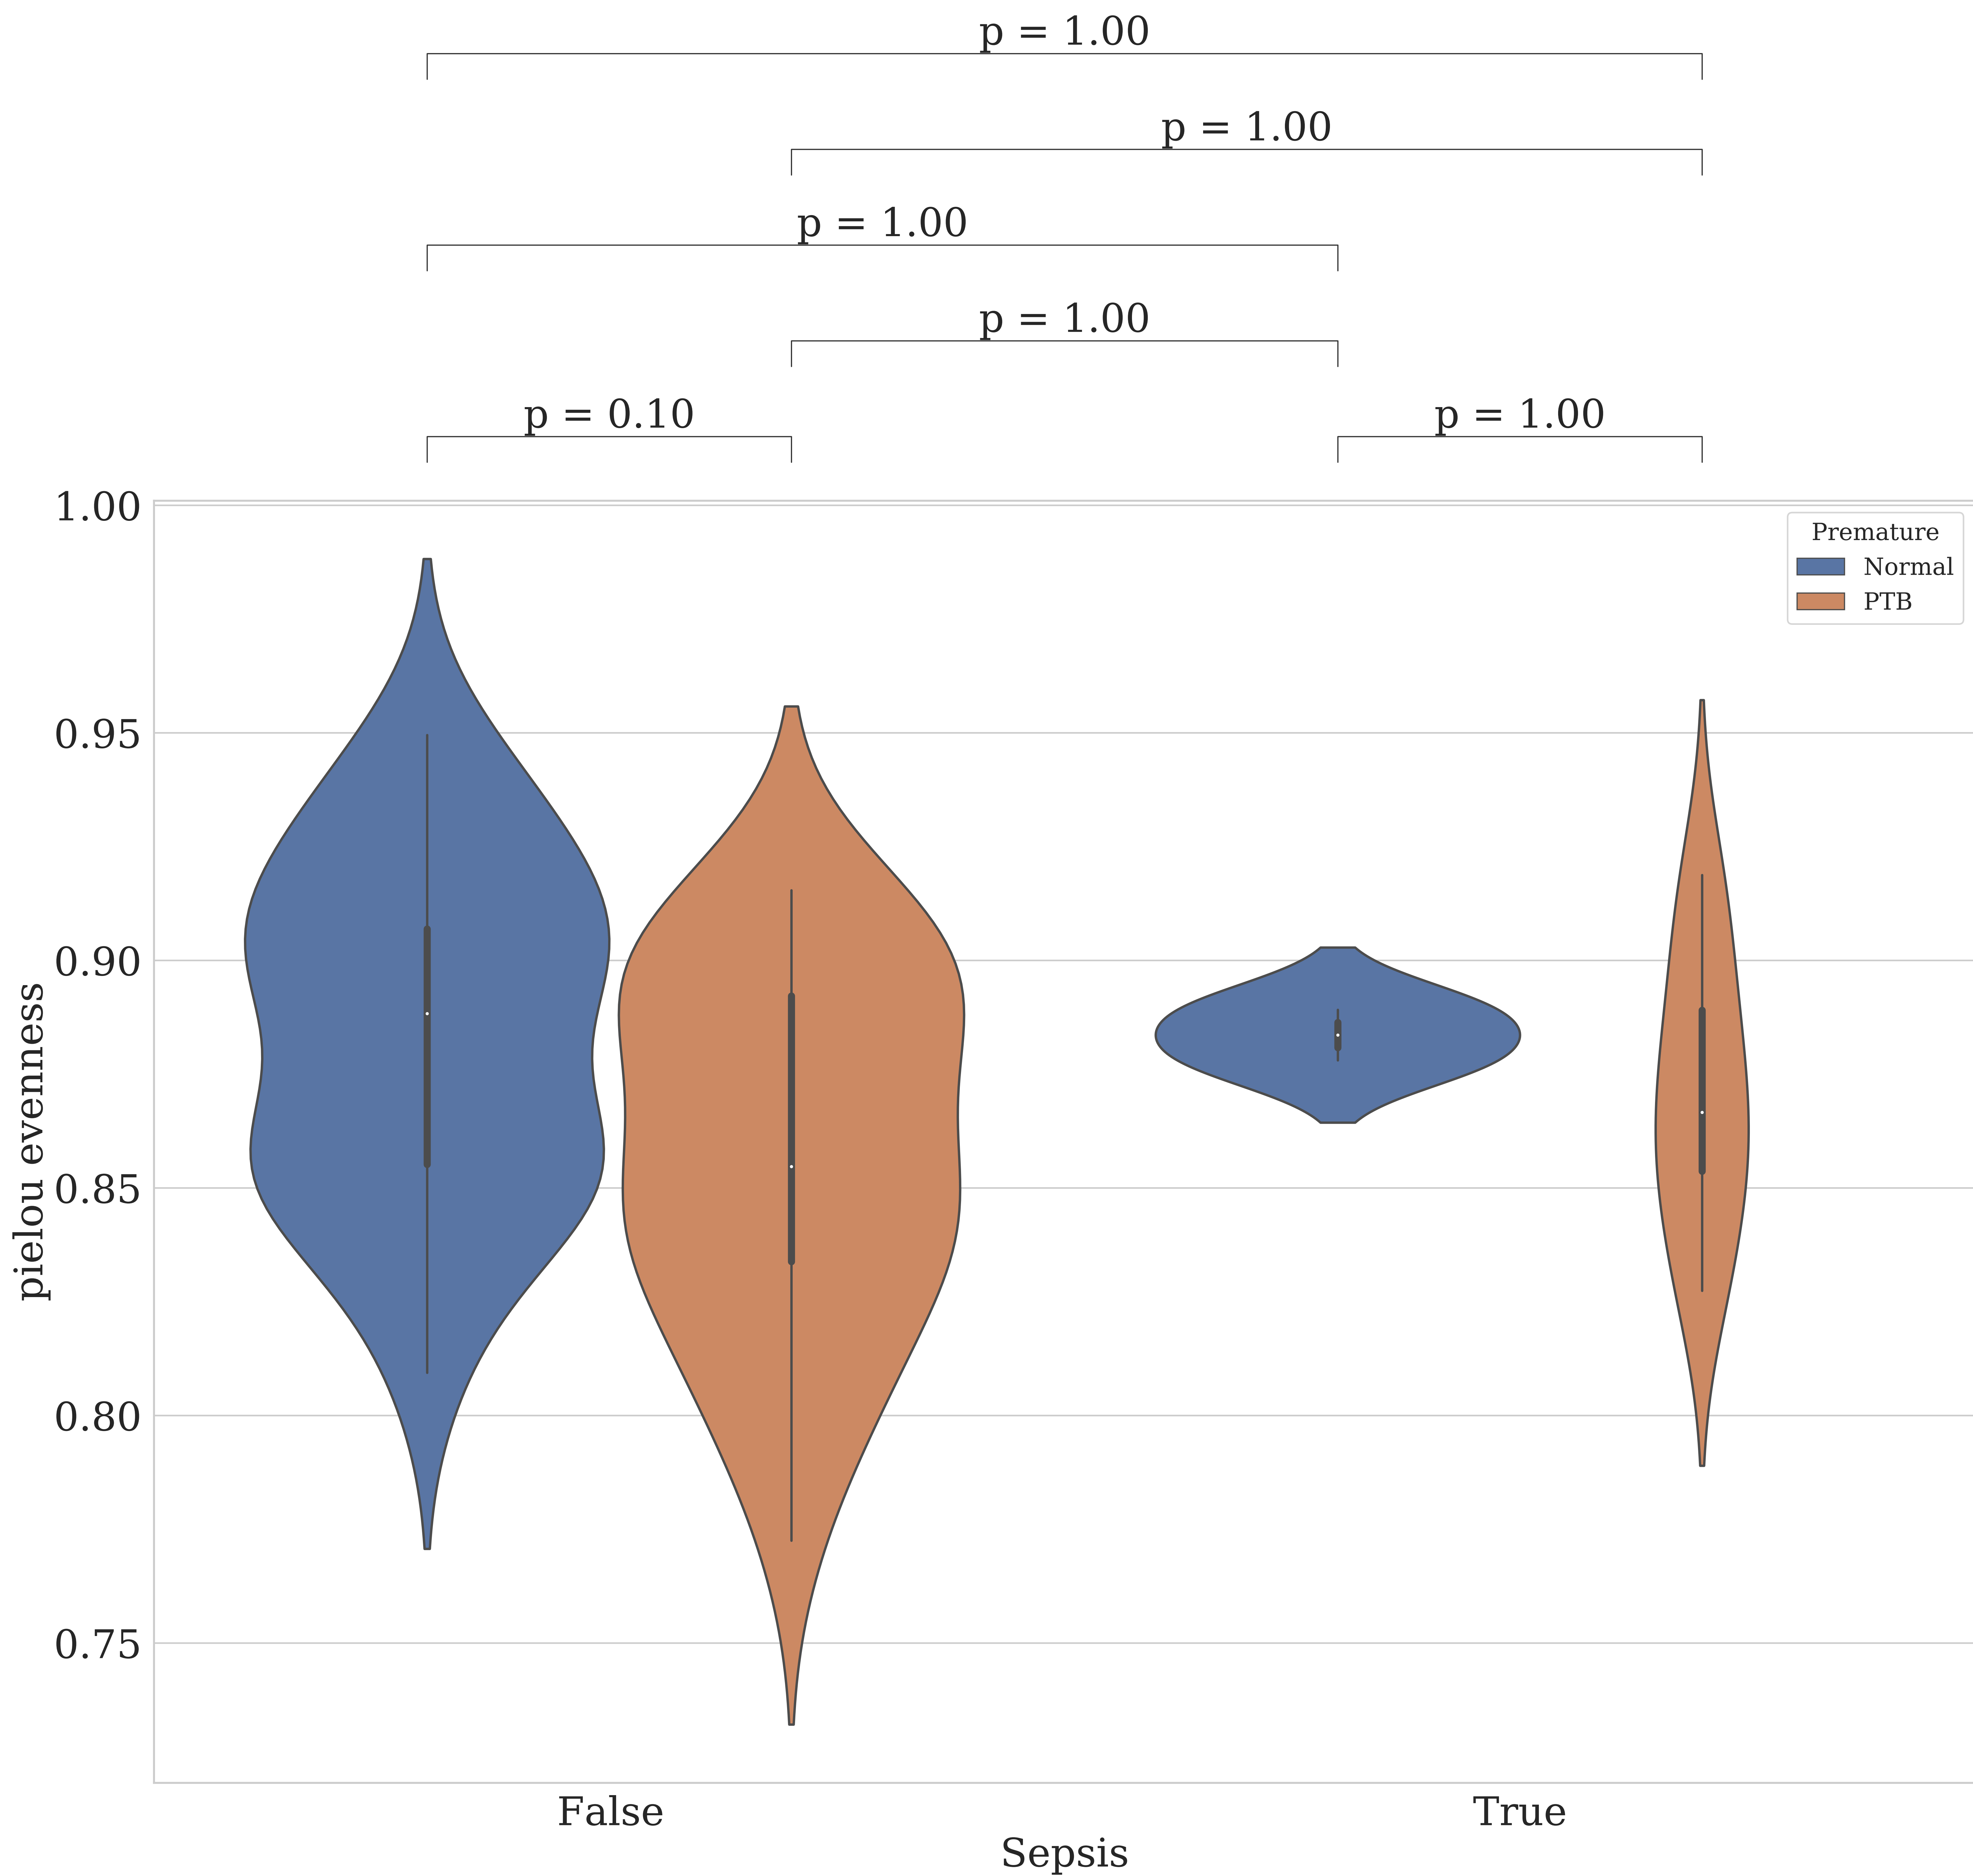 p = 1.00
p = 1.00
p = 1.00
p = 1.00
p = 0.10
p = 1.00
1.00
Premature
Normal
PTB
0.95
0.90
pielou evenness
0.85
0.80
0.75
False
True
Sepsis